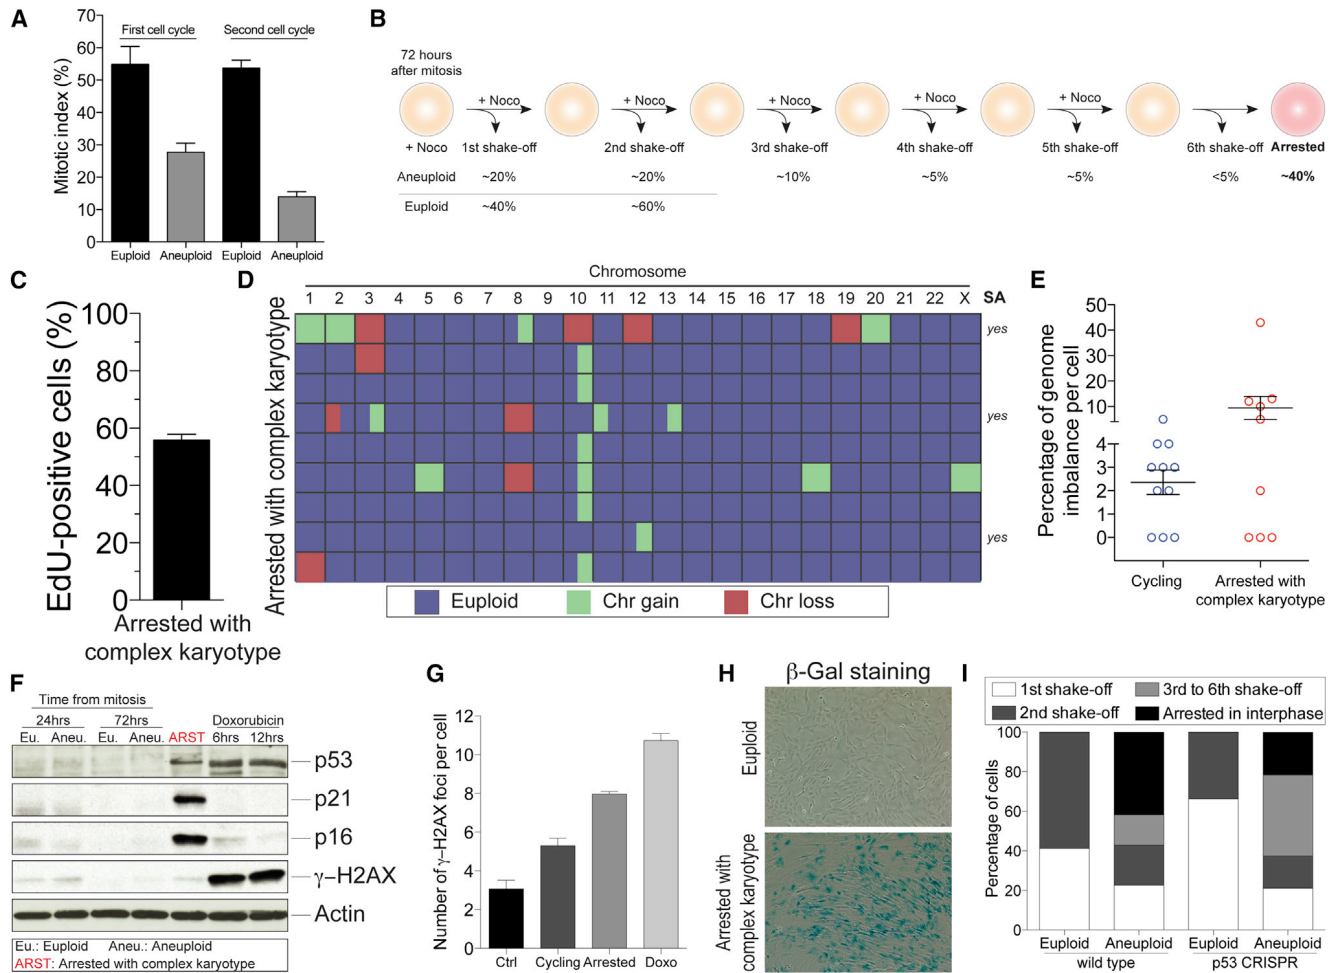 A
70
60
50
40
30
20
10
0
Mitotic index (%)
First cell cycle
Second cell cycle
Euploid Aneuploid Euploid Aneuploid
B
72 hours
after mitosis
+ Noco + Noco + Noco + Noco + Noco
+ Noco 1st shake-off 2nd shake-off 3rd shake-off 4th shake-off 5th shake-off 6th shake-off Arrested
Aneuploid ~20% ~20% ~10% ~5% ~5% <5% ~40%
Euploid ~40% ~60%
C
EdU-positive cells (%)
100
80
60
40
20
0
Arrested with
complex karyotype
D
Chromosome
1 2 3 4 5 6 7 8 9 10 11 12 13 14 15 16 17 18 19 20 21 22 X SA
Arrested with complex karyotype
yes
yes
yes
Euploid Chr gain Chr loss
E
Percentage of genome
imbalance per cell
50
40
30
20
10
4
3
2
1
0
Cycling
Arrested with
complex karyotype
F
Time from mitosis
24hrs 72hrs Doxorubicin
Eu. Aneu. Eu. Aneu. ARST 6hrs 12hrs
p53
p21
p16
γ–H2AX
Actin
Eu.: Euploid Aneu.: Aneuploid
ARST: Arrested with complex karyotype
G
Number of γ–H2AX foci per cell
12
10
8
6
4
2
0
Ctrl Cycling Arrested Doxo
H
β-Gal staining
Euploid
Arrested with
complex karyotype
I
1st shake-off 3rd to 6th shake-off
2nd shake-off Arrested in interphase
Percentage of cells
100
80
60
40
20
0
Euploid Aneuploid Euploid Aneuploid
wild type p53 CRISPR